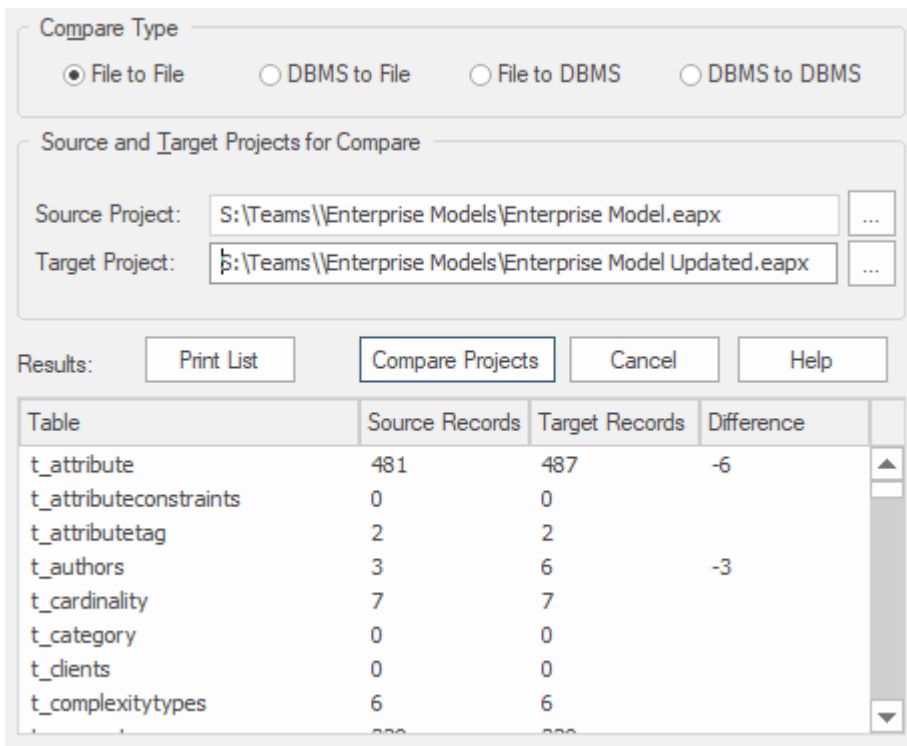 Compare Type
File to File DBMS to File File to DBMS DBMS to DBMS
Source and Target Projects for Compare
Source Project: S:\Teams\\Enterprise Models\Enterprise Model.eapx ...
Target Project: S:\Teams\\Enterprise Models\Enterprise Model Updated.eapx ...
Results: Print List Compare Projects Cancel Help
Table Source Records Target Records Difference
t_attribute 481 487 -6
t_attributeconstraints 0 0
t_attributetag 2 2
t_authors 3 6 -3
t_cardinality 7 7
t_category 0 0
t_clients 0 0
t_complexitytypes 6 6